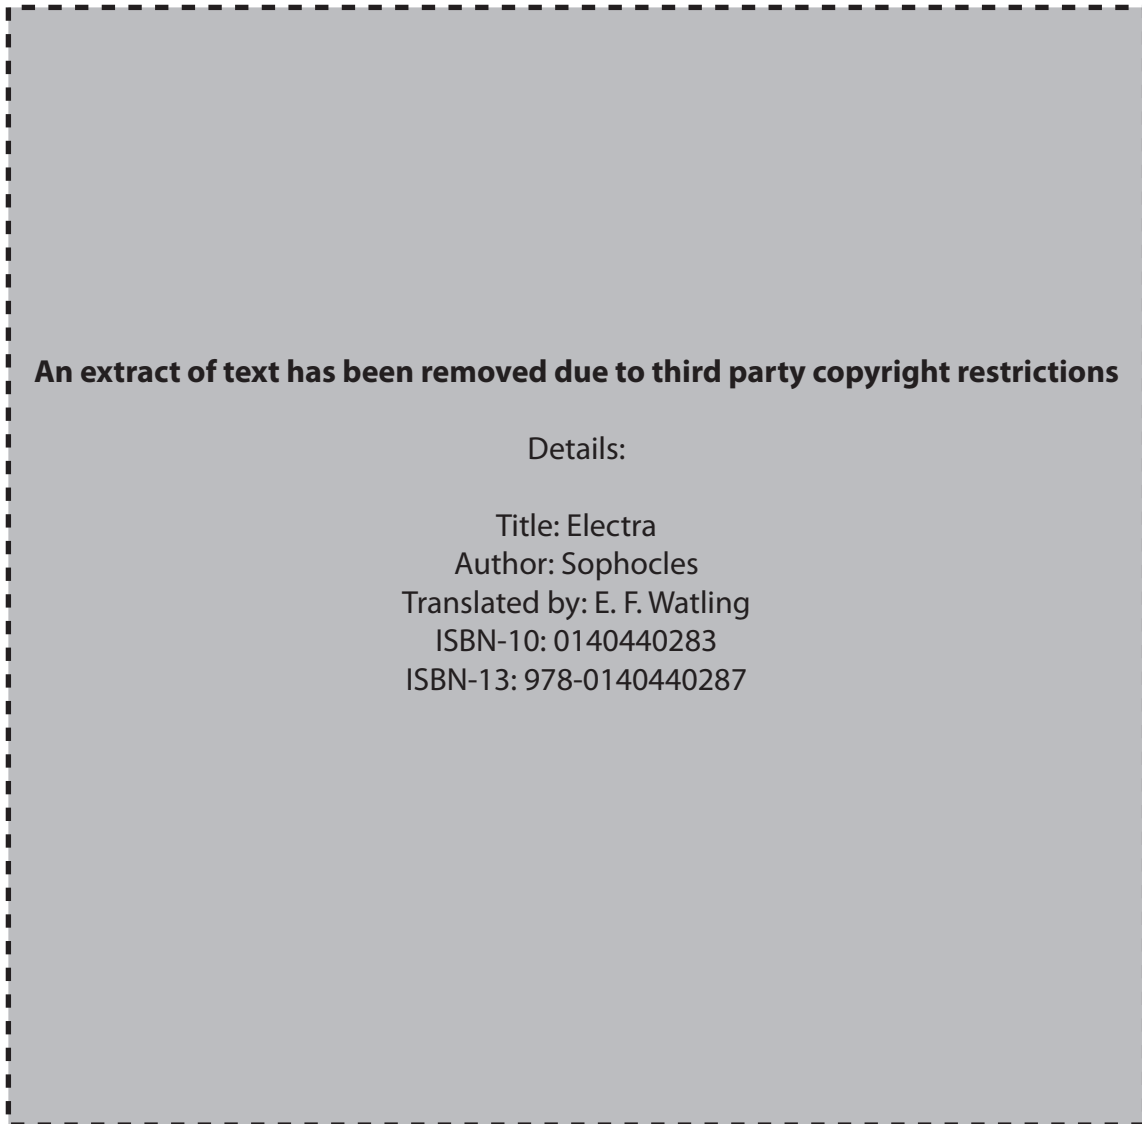 An extract of text has been removed due to third party copyright restrictions
Details:
Title: Electra
Author: Sophocles
Translated by: E. F. Watling
ISBN-10: 0140440283
ISBN-13: 978-0140440287